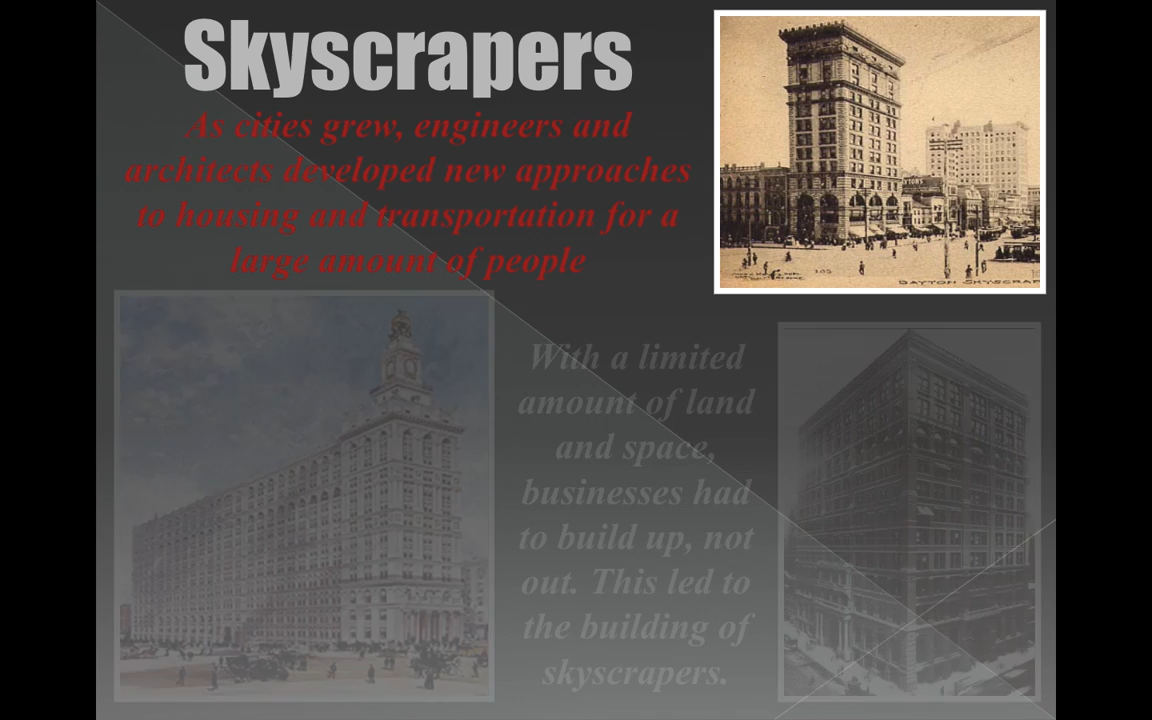 Skyscrapers
As cities grew, engineers and
architects developed new approaches
to housing and transportation for a
large amount of people
With a limited
amount of land
and space,
businesses had
to build up, not
out. This led to
the building of
skyscrapers.
DAYTON SKYSCRAP